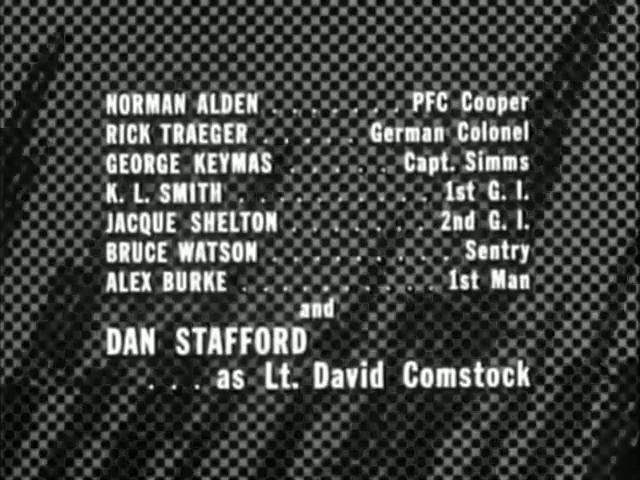 NORMAN ALDEN . . . . . . . PFC Cooper
RICK TRAEGER . . . . . German Colonel
GEORGE KEYMAS . . . . . Capt. Simms
K. L. SMITH . . . . . . . . . . 1st G. I.
JACQUE SHELTON . . . . . . . 2nd G. I.
BRUCE WATSON . . . . . . . . . Sentry
ALEX BURKE . . . . . . . . . . 1st Man
and
DAN STAFFORD
. . . as Lt. David Comstock